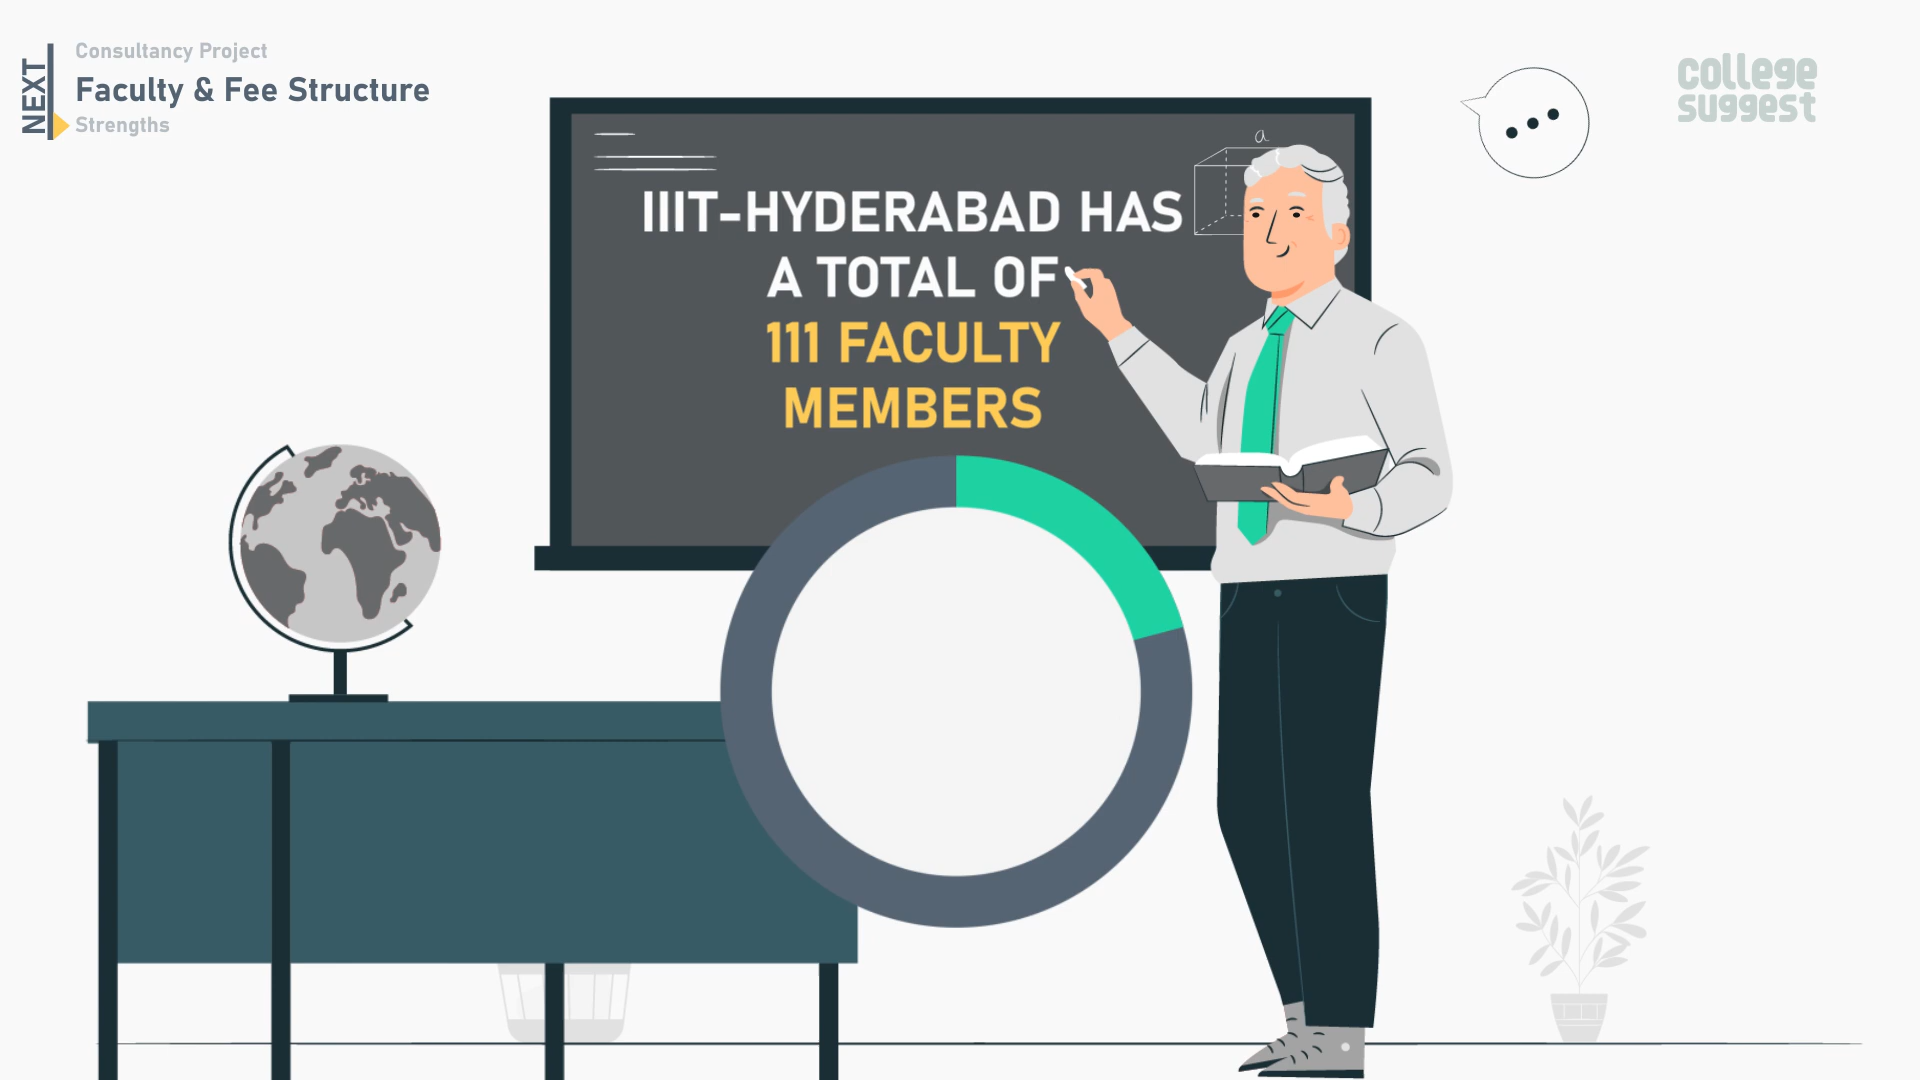 NEXT
Consultancy Project
Faculty & Fee Structure
Strengths
college
suggest
a
IIIT-HYDERABAD HAS
A TOTAL OF
111 FACULTY
MEMBERS